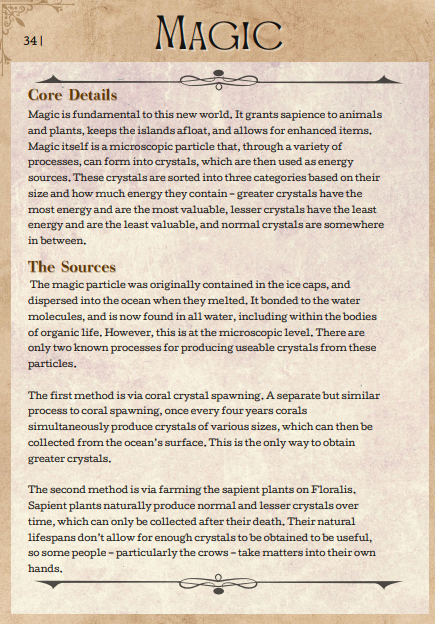 34|
Magic
Core Details
Magic is fundamental to this new world. It grants sapience to animals
and plants, keeps the islands afloat, and allows for enhanced items.
Magic itself is a microscopic particle that, through a variety of
processes, can form into crystals, which are then used as energy
sources. These crystals are sorted into three categories based on their
size and how much energy they contain – greater crystals have the
most energy and are the most valuable, lesser crystals have the least
energy and are the least valuable, and normal crystals are somewhere
in between.
The Sources
The magic particle was originally contained in the ice caps, and
dispersed into the ocean when they melted. It bonded to the water
molecules, and is now found in all water, including within the bodies
of organic life. However, this is at the microscopic level. There are
only two known processes for producing useable crystals from these
particles.
The first method is via coral crystal spawning. A separate but similar
process to coral spawning, once every four years corals
simultaneously produce crystals of various sizes, which can then be
collected from the ocean's surface. This is the only way to obtain
greater crystals.
The second method is via farming the sapient plants on Floralis.
Sapient plants naturally produce normal and lesser crystals over
time, which can only be collected after their death. Their natural
lifespans don't allow for enough crystals to be obtained to be useful,
so some people – particularly the crows – take matters into their own
hands.